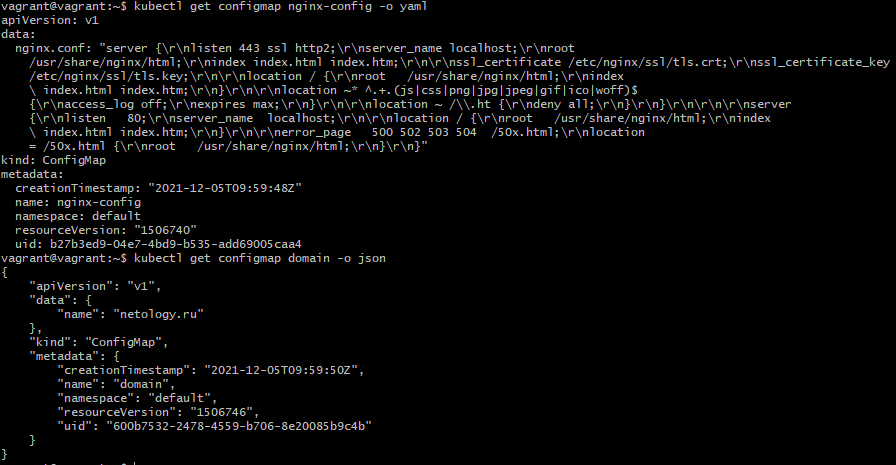 vagrant@vagrant:~$ kubectl get configmap nginx-config -o yaml
apiVersion: v1
data:
  nginx.conf: "server {\r\nlisten 443 ssl http2;\r\nserver_name localhost;\r\nroot
    /usr/share/nginx/html;\r\nindex index.html index.htm;\r\n\r\nssl_certificate /etc/nginx/ssl/tls.crt;\r\nssl_certificate_key
    /etc/nginx/ssl/tls.key;\r\n\r\nlocation / {\r\nroot   /usr/share/nginx/html;\r\nindex
    \ index.html index.htm;\r\n}\r\n\r\nlocation ~* ^.+.(js|css|png|jpg|jpeg|gif|ico|woff)$
    {\r\naccess_log off;\r\nexpires max;\r\n}\r\n\r\nlocation ~ /\\.ht {\r\ndeny all;\r\n}\r\n}\r\n\r\n\r\nserver
    {\r\nlisten   80;\r\nserver_name  localhost;\r\n\r\nlocation / {\r\nroot   /usr/share/nginx/html;\r\nindex
    \ index.html index.htm;\r\n}\r\n\r\nerror_page   500 502 503 504  /50x.html;\r\nlocation
    = /50x.html {\r\nroot   /usr/share/nginx/html;\r\n}\r\n}"
kind: ConfigMap
metadata:
  creationTimestamp: "2021-12-05T09:59:48Z"
  name: nginx-config
  namespace: default
  resourceVersion: "1506740"
  uid: b27b3ed9-04e7-4bd9-b535-add69005caa4
vagrant@vagrant:~$ kubectl get configmap domain -o json
{
    "apiVersion": "v1",
    "data": {
        "name": "netology.ru"
    },
    "kind": "ConfigMap",
    "metadata": {
        "creationTimestamp": "2021-12-05T09:59:50Z",
        "name": "domain",
        "namespace": "default",
        "resourceVersion": "1506746",
        "uid": "600b7532-2478-4559-b706-8e20085b9c4b"
    }
}